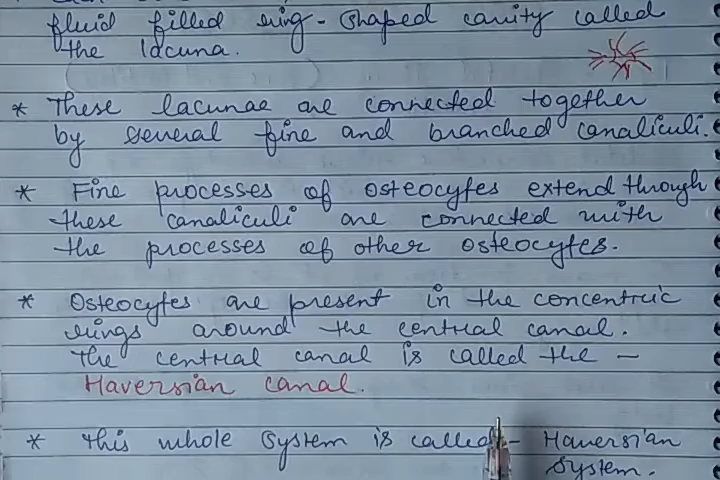 fluid filled ring - shaped cavity called
the lacuna.
* These lacunae are connected together
by several fine and branched canaliculi.
* Fine processes of osteocytes extend through
these canaliculi are connected with
the processes of other osteocytes.
* Osteocytes are present in the concentric
rings around the central canal.
The central canal is called the -
Haversian canal.
* This whole system is called - Haversian
system.